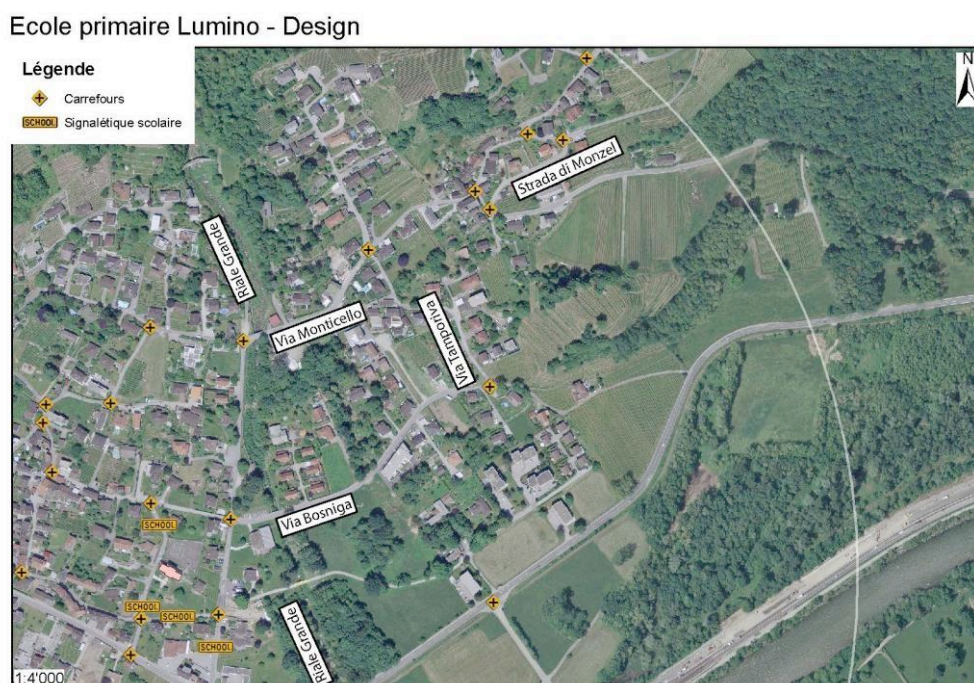 Ecole primaire Lumino - Design
Légende
Carrefours
SCHOOL Signalétique scolaire
N
Strada di Monzel
Riale Grande
Via Monticello
Via Tamporiva
Via Bosniga
SCHOOL
SCHOOL
SCHOOL
SCHOOL
Riale Grande
1:4'000